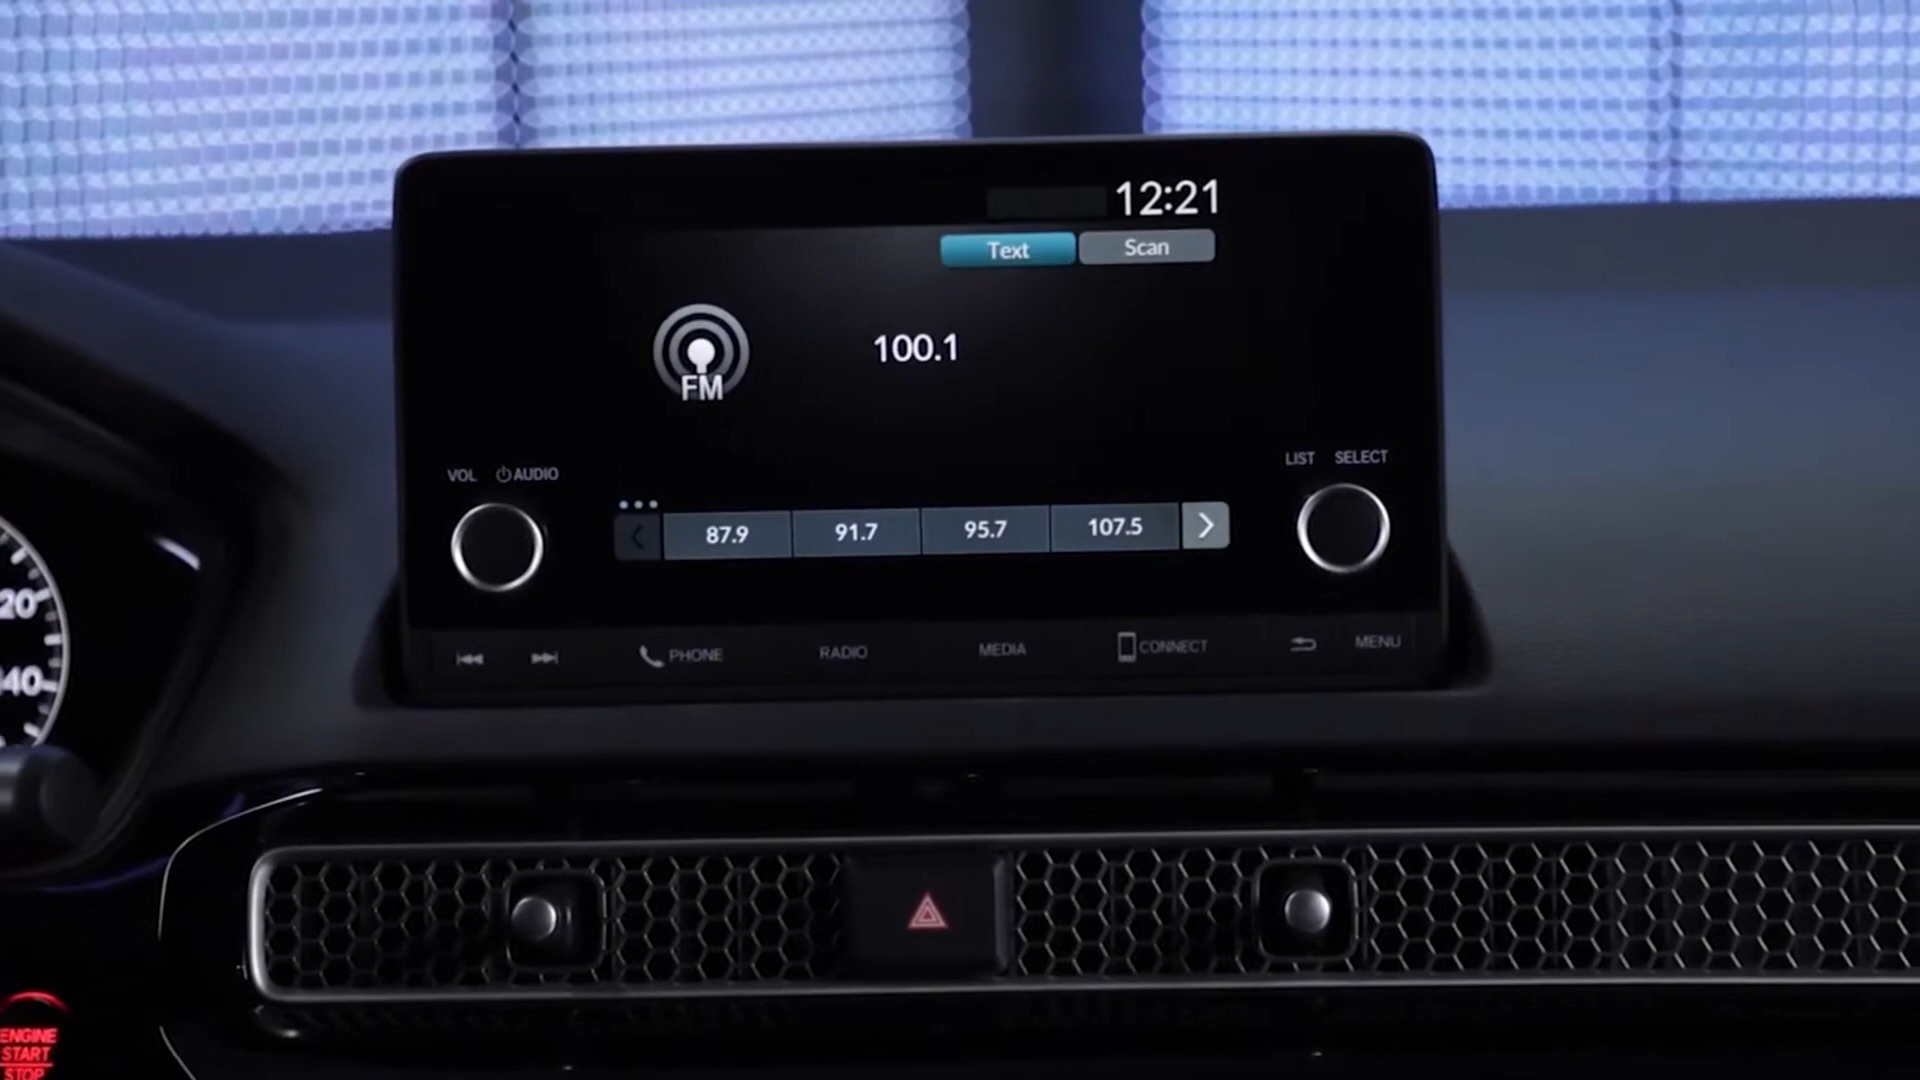 12:21
Text Scan
100.1
FM
VOL AUDIO
LIST SELECT
87.9 91.7 95.7 107.5
PHONE RADIO MEDIA CONNECT MENU
20
40
ENGINE
START
STOP